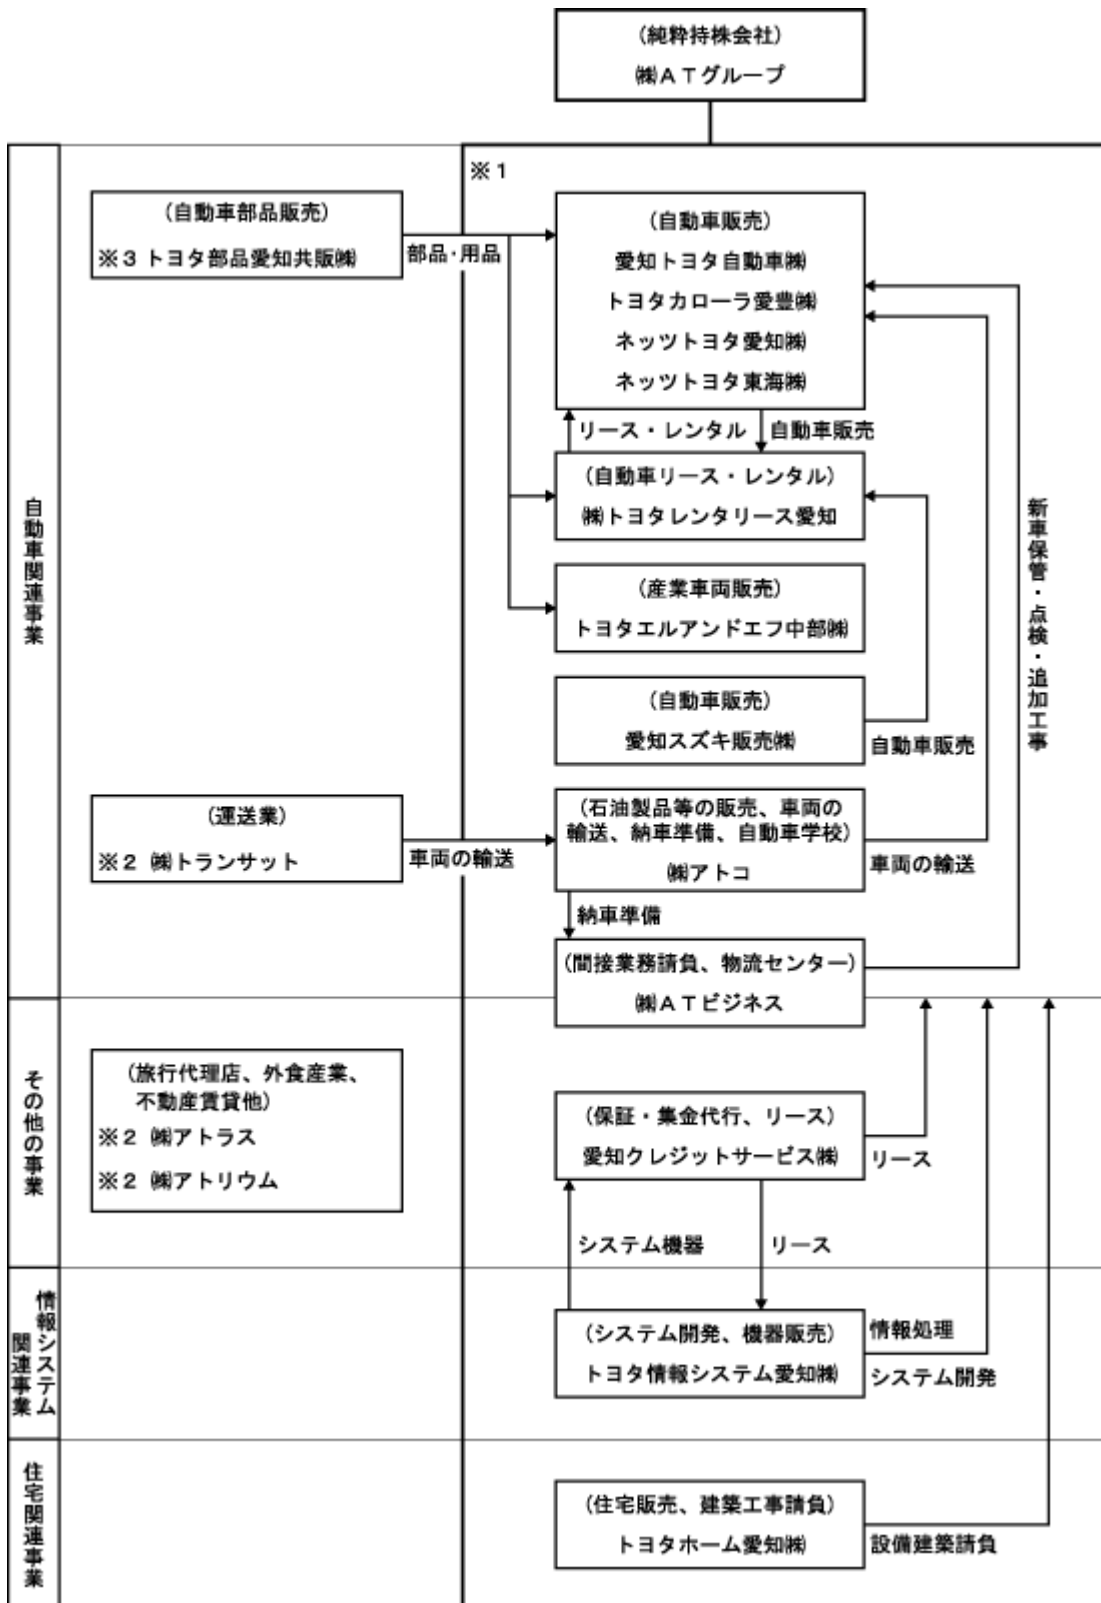 (純粋持株会社)
㈱ATグループ
※1
自動車関連事業
(自動車部品販売)
※3 トヨタ部品愛知共販㈱
部品・用品
(自動車販売)
愛知トヨタ自動車㈱
トヨタカローラ愛豊㈱
ネッツトヨタ愛知㈱
ネッツトヨタ東海㈱
リース・レンタル
自動車販売
(自動車リース・レンタル)
㈱トヨタレンタリース愛知
(産業車両販売)
トヨタエルアンドエフ中部㈱
(自動車販売)
愛知スズキ販売㈱
自動車販売
新車保管・点検・追加工事
(運送業)
※2 ㈱トランサット
車両の輸送
(石油製品等の販売、車両の
輸送、納車準備、自動車学校)
㈱アトコ
車両の輸送
納車準備
(間接業務請負、物流センター)
㈱ATビジネス
その他の事業
(旅行代理店、外食産業、
不動産賃貸他)
※2 ㈱アトラス
※2 ㈱アトリウム
(保証・集金代行、リース)
愛知クレジットサービス㈱
リース
システム機器
リース
情報システム
関連事業
(システム開発、機器販売)
トヨタ情報システム愛知㈱
情報処理
システム開発
住宅関連事業
(住宅販売、建築工事請負)
トヨタホーム愛知㈱
設備建築請負